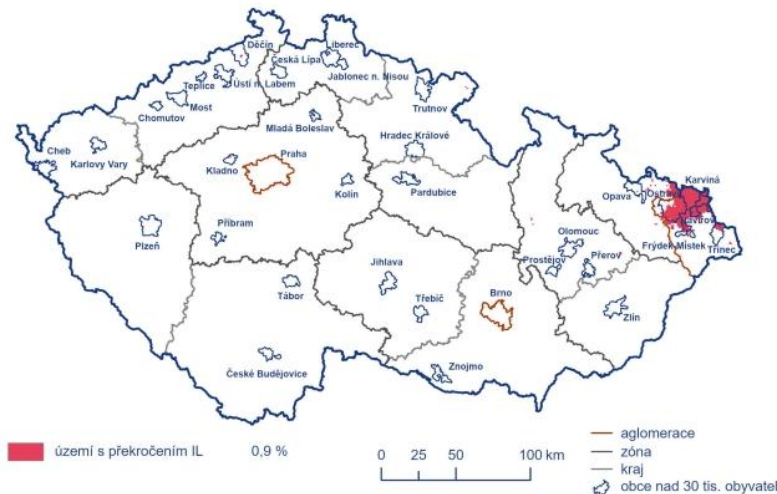 Děčín
Liberec
Česká Lípa
Jablonec n. Nisou
Teplice
Ústí n. Labem
Most
Chomutov
Trutnov
Mladá Boleslav
Hradec Králové
Cheb
Karlovy Vary
Praha
Kladno
Kolín
Pardubice
Karviná
Opava
Ostrava
Havířov
Příbram
Plzeň
Olomouc
Frýdek Místek
Třinec
Jihlava
Prostějov
Přerov
Tábor
Třebíč
Brno
Zlín
České Budějovice
Znojmo
území s překročením IL 0,9 %
0 25 50 100 km
aglomerace
zóna
kraj
obce nad 30 tis. obyvatel